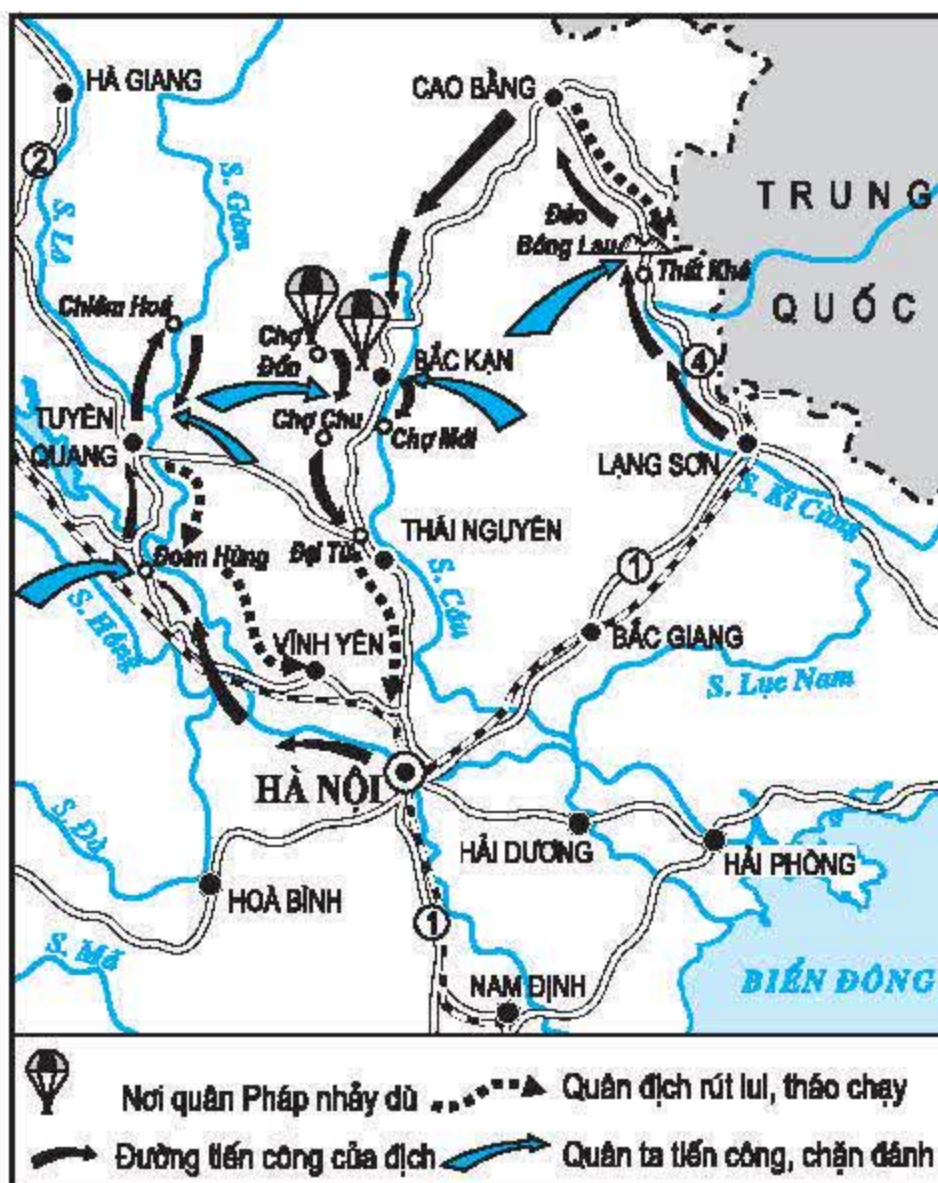 HÀ GIANG
CAO BẰNG
2
S. Lô
S. Gâm
TRUNG
QUỐC
Đèo
Bông Lau
Thất Khê
Chiêm Hoá
Chợ
Đồn
BẮC KẠN
4
TUYÊN
QUANG
Chợ Chu
Chợ Mới
LẠNG SƠN
S. Kì Cùng
Đoan Hùng
Đại Từ
THÁI NGUYÊN
S. Cầu
1
S. Hồng
VĨNH YÊN
BẮC GIANG
S. Lục Nam
HÀ NỘI
S. Đà
HẢI DƯƠNG
HẢI PHÒNG
HOÀ BÌNH
1
S. Mã
NAM ĐỊNH
BIỂN ĐÔNG
Nơi quân Pháp nhảy dù
Quân địch rút lui, tháo chạy
Đường tiến công của địch
Quân ta tiến công, chặn đánh